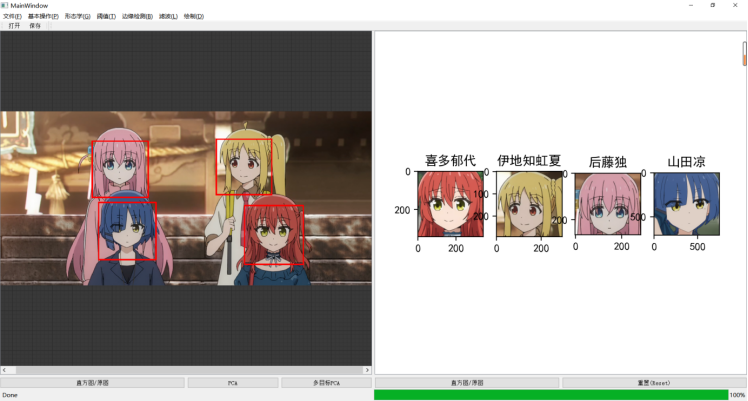 MainWindow
文件(F) 基本操作(P) 形态学(G) 阈值(T) 边缘检测(B) 滤波(L) 绘制(D)
打开 保存
喜多郁代 伊地知虹夏 后藤独 山田凉
0 0 0 0
100
200 200 200 500
0 200 0 200 0 200 0 500
直方图/原图 PCA 多目标PCA 直方图/原图 重置(Reset)
Done 100%